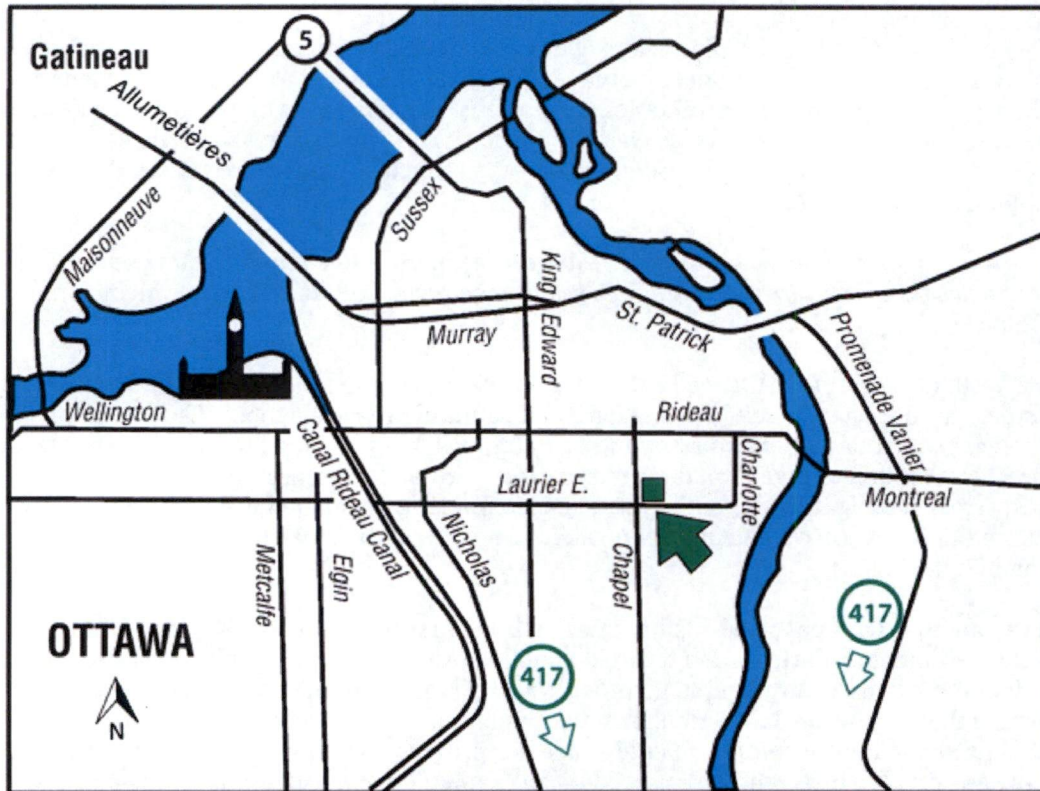 5
Gatineau
Allumetières
Maisonneuve
Sussex
King Edward
St. Patrick
Murray
Promenade Vanier
Wellington
Rideau
Canal Rideau Canal
Charlotte
Laurier E.
Montreal
Nicholas
Metcalfe
Elgin
Chapel
OTTAWA
N
417
417